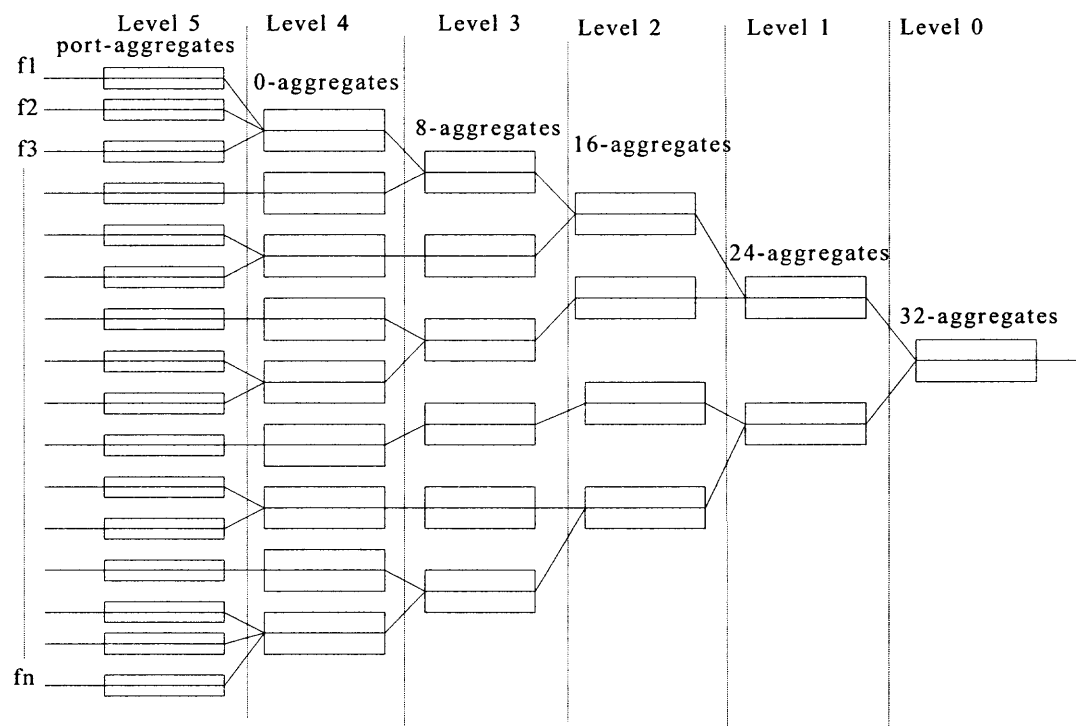 Level 5
Level 4
Level 3
Level 2
Level 1
Level 0
port-aggregates
0-aggregates
8-aggregates
16-aggregates
24-aggregates
32-aggregates
f1
f2
f3
fn